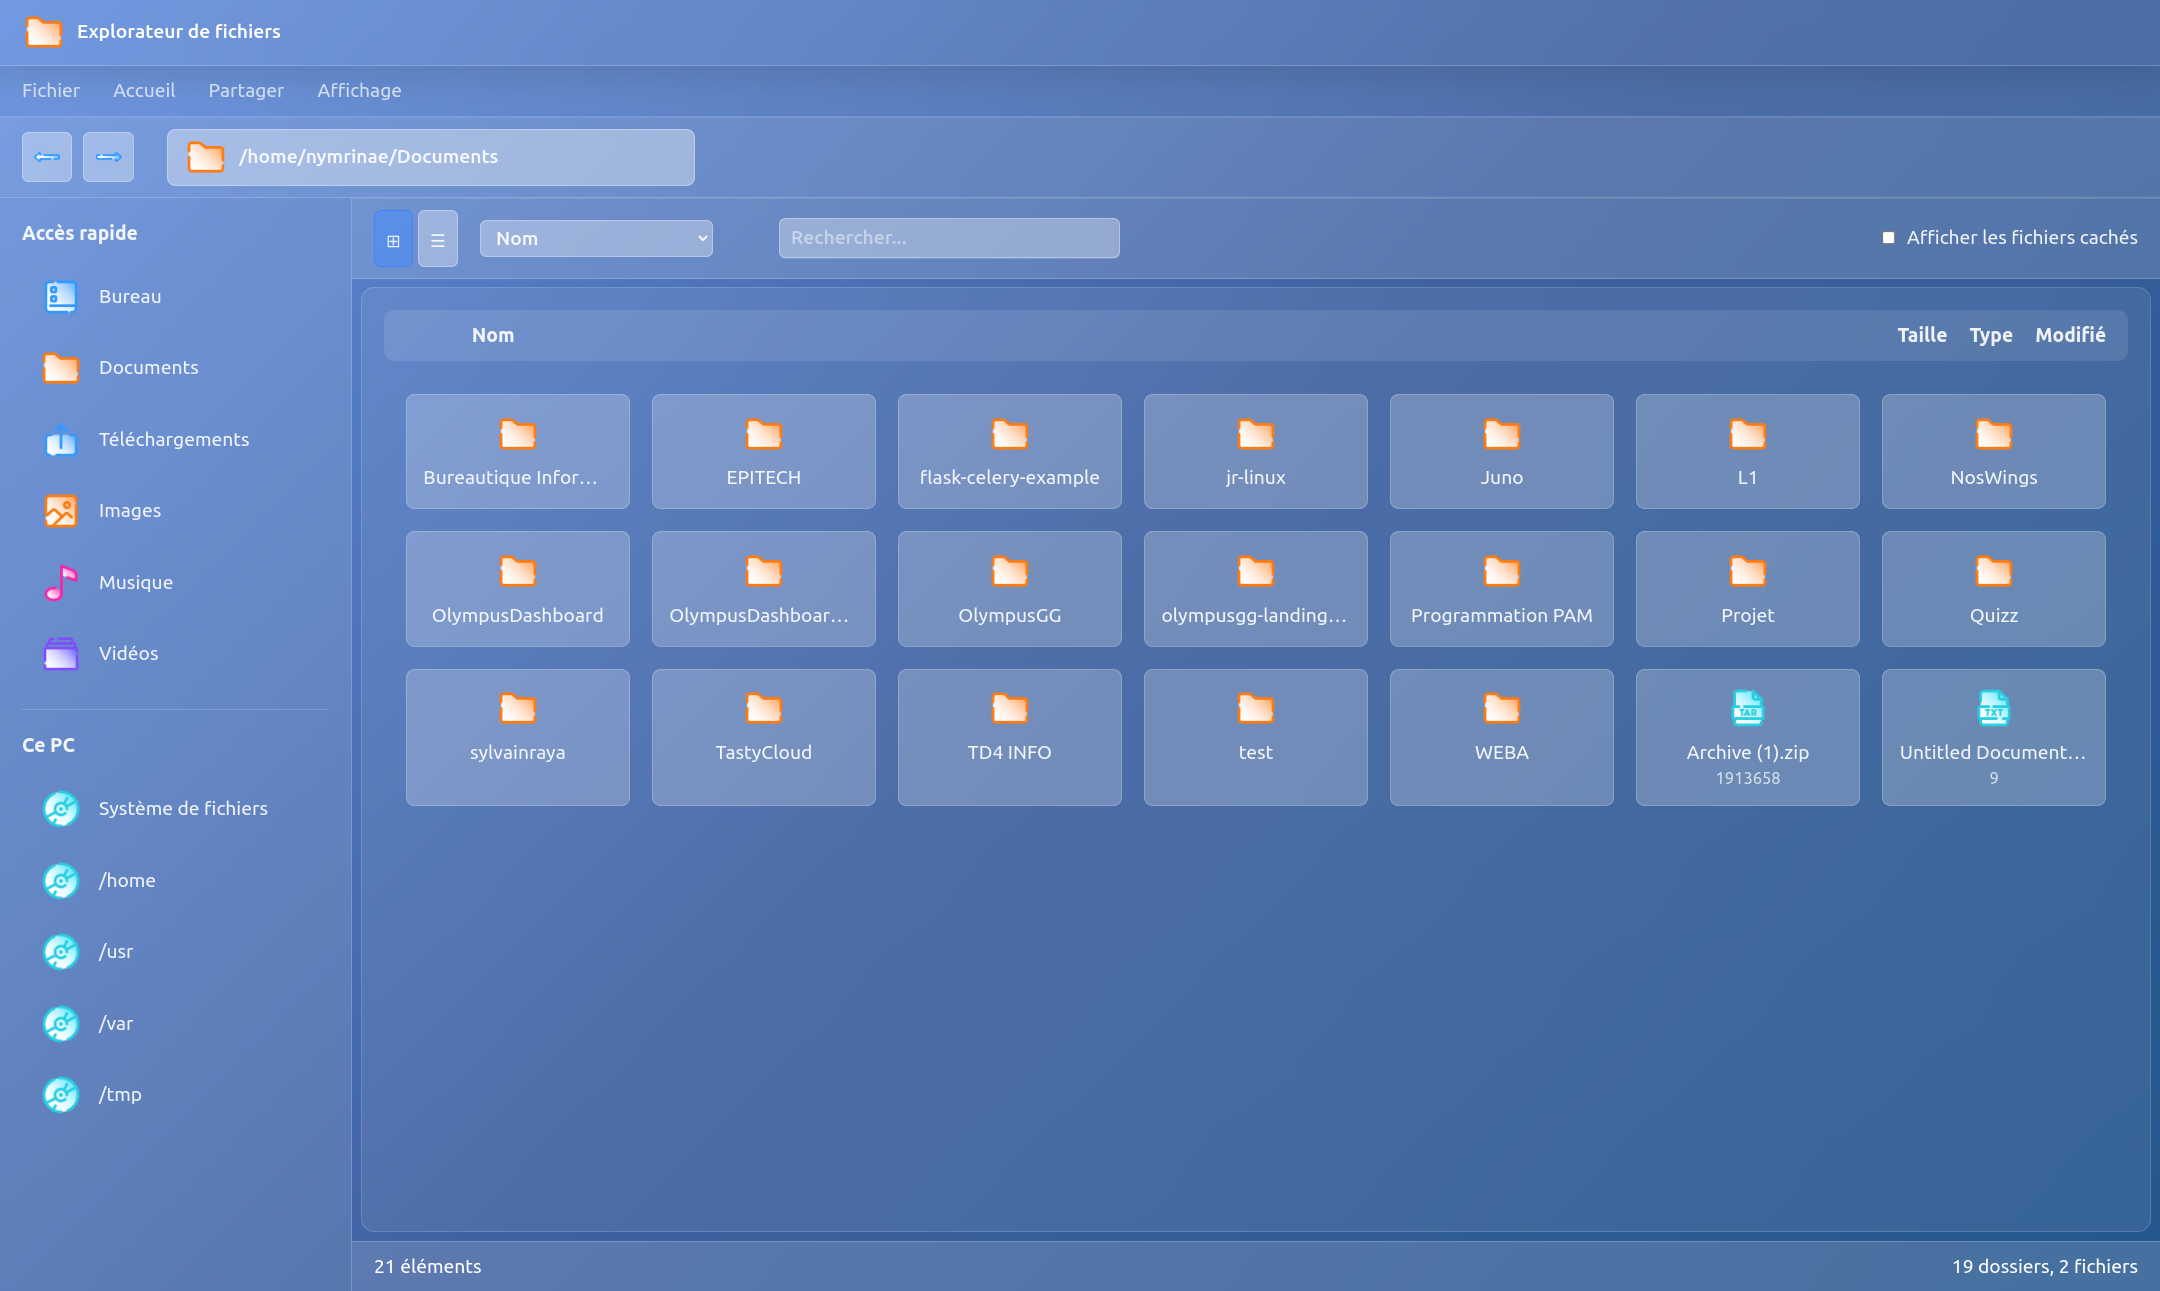 Explorateur de fichiers
Fichier Accueil Partager Affichage
/home/nymrinae/Documents
Accès rapide
Bureau
Documents
Téléchargements
Images
Musique
Vidéos
Ce PC
Système de fichiers
/home
/usr
/var
/tmp
Nom Rechercher... Afficher les fichiers cachés
Nom Taille Type Modifié
Bureautique Infor... EPITECH flask-celery-example jr-linux Juno L1 NosWings
OlympusDashboard OlympusDashboar... OlympusGG olympusgg-landing... Programmation PAM Projet Quizz
sylvainraya TastyCloud TD4 INFO test WEBA TAR Archive (1).zip TXT Untitled Document...
1913658 9
21 éléments 19 dossiers, 2 fichiers